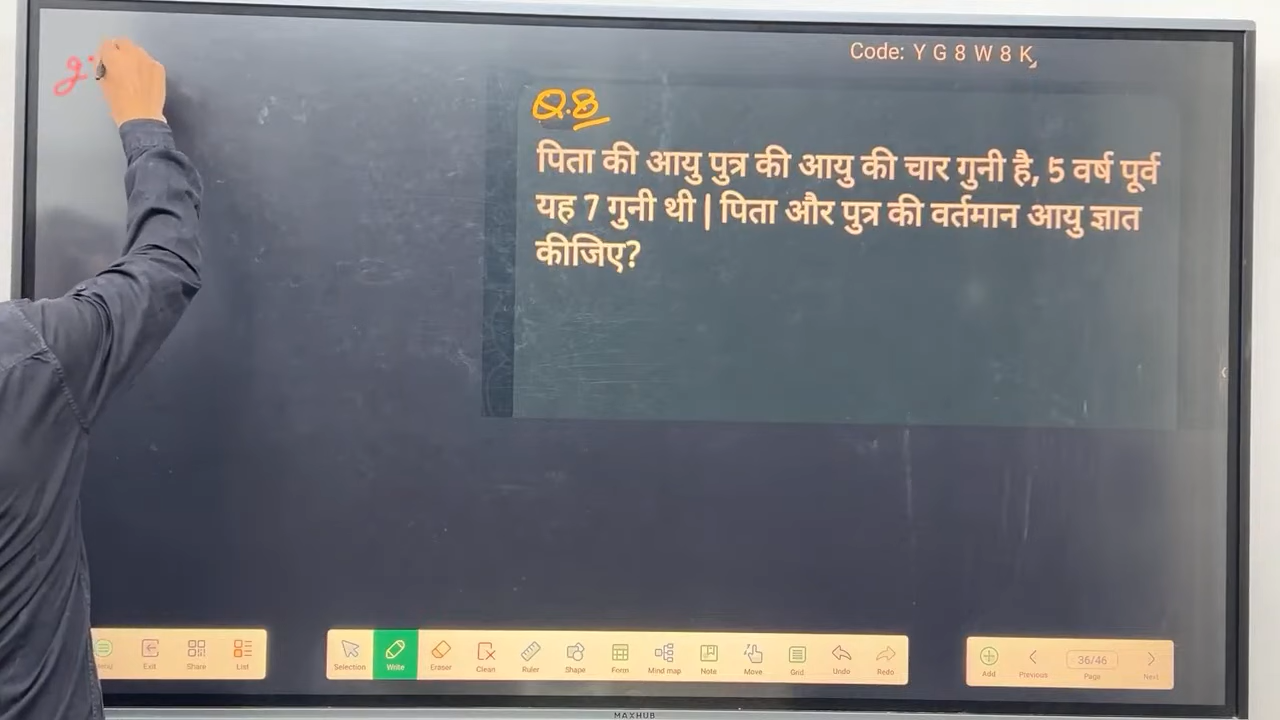 Code: Y G 8 W 8 K
Q.8
पिता की आयु पुत्र की आयु की चार गुनी है, 5 वर्ष पूर्व
यह 7 गुनी थी | पिता और पुत्र की वर्तमान आयु ज्ञात
कीजिए?
Exit
Share
List
Selection
Write
Eraser
Clean
Ruler
Shape
Form
Mind map
Note
Move
Grid
Undo
Redo
Add
Previous
36/46
Page
Next
MAXHUB